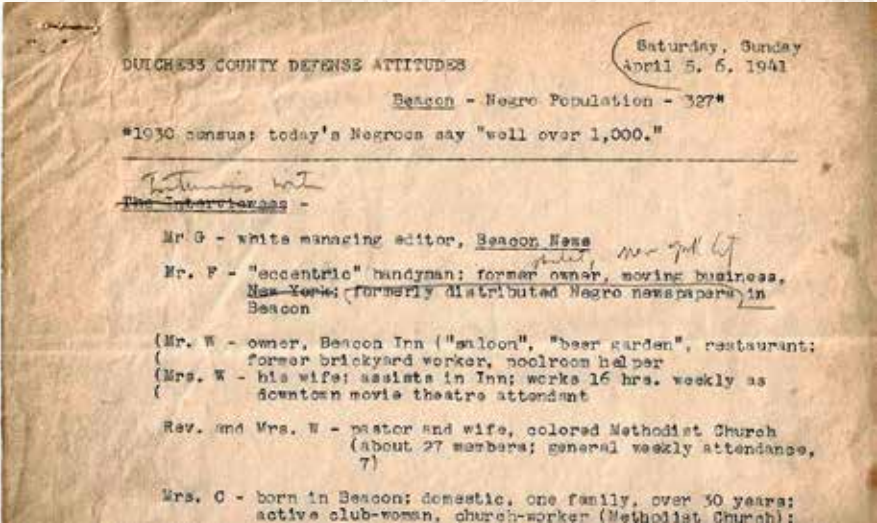 Saturday, Sunday
DUTCHESS COUNTY DEFENSE ATTITUDES April 5, 6, 1941
Beacon - Negro Population - 327*
*1930 census; today's Negroes say "well over 1,000."
Interviews with
The Interviewees -
Mr G - white managing editor, Beacon News
New York City
Mr. F - "eccentric" handyman; former owner, moving business,
New York; (formerly distributed Negro newspapers) in
Beacon
(Mr. W - owner, Beacon Inn ("saloon", "beer garden", restaurant;
( former brickyard worker, poolroom helper
(Mrs. W - his wife; assists in Inn; works 16 hrs. weekly as
( downtown movie theatre attendant
Rev. and Mrs. W - pastor and wife, colored Methodist Church
(about 27 members; general weekly attendance,
7)
Mrs. C - born in Beacon; domestic, one family, over 30 years;
active club-woman, church-worker (Methodist Church);